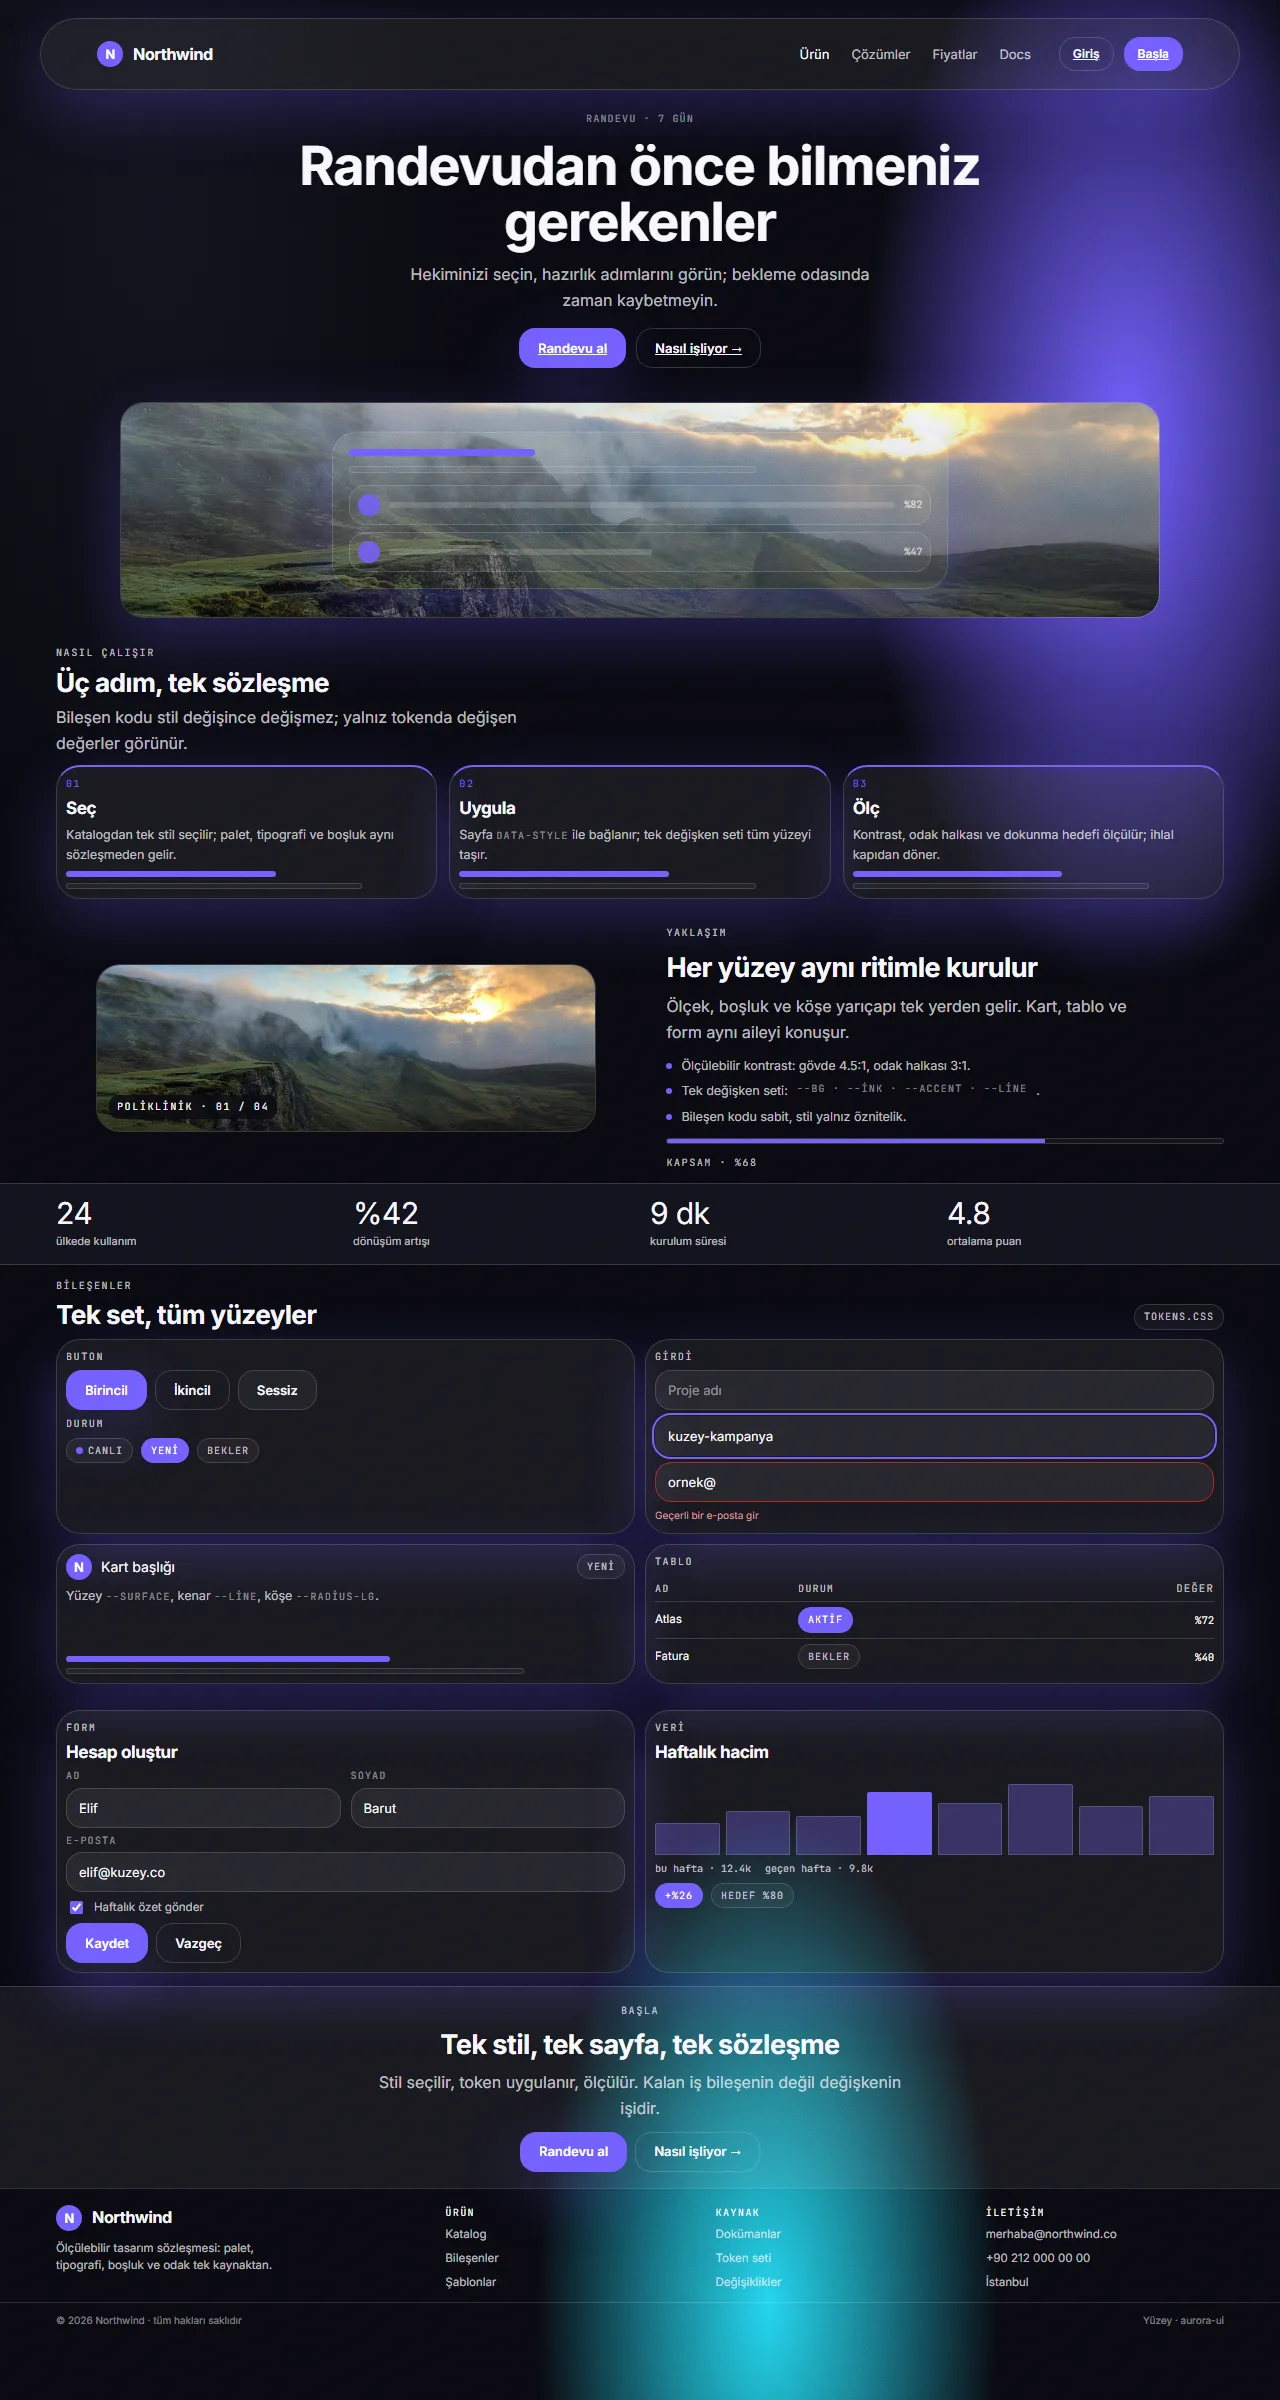 N Northwind
Ürün Çözümler Fiyatlar Docs Giriş Başla
RANDEVU · 7 GÜN
Randevudan önce bilmeniz
gerekenler
Hekiminizi seçin, hazırlık adımlarını görün; bekleme odasında
zaman kaybetmeyin.
Randevu al Nasıl işliyor →
%82
%47
NASIL ÇALIŞIR
Üç adım, tek sözleşme
Bileşen kodu stil değişince değişmez; yalnız tokenda değişen
değerler görünür.
01
Seç
Katalogdan tek stil seçilir; palet, tipografi ve boşluk aynı
sözleşmeden gelir.
02
Uygula
Sayfa DATA-STYLE ile bağlanır; tek değişken seti tüm yüzeyi
taşır.
03
Ölç
Kontrast, odak halkası ve dokunma hedefi ölçülür; ihlal
kapıdan döner.
POLİKLİNİK · 01 / 04
YAKLAŞIM
Her yüzey aynı ritimle kurulur
Ölçek, boşluk ve köşe yarıçapı tek yerden gelir. Kart, tablo ve
form aynı aileyi konuşur.
Ölçülebilir kontrast: gövde 4.5:1, odak halkası 3:1.
Tek değişken seti: --BG · --İNK · --ACCENT · --LİNE .
Bileşen kodu sabit, stil yalnız öznitelik.
KAPSAM · %68
24
ülkede kullanım
%42
dönüşüm artışı
9 dk
kurulum süresi
4.8
ortalama puan
BİLEŞENLER
Tek set, tüm yüzeyler
TOKENS.CSS
BUTON
Birincil İkincil Sessiz
DURUM
CANLI YENİ BEKLER
GİRDİ
Proje adı
kuzey-kampanya
ornek@
Geçerli bir e-posta gir
N Kart başlığı YENİ
Yüzey --SURFACE, kenar --LİNE, köşe --RADİUS-LG.
TABLO
AD DURUM DEĞER
Atlas AKTİF %72
Fatura BEKLER %40
FORM
Hesap oluştur
AD SOYAD
Elif Barut
E-POSTA
elif@kuzey.co
Haftalık özet gönder
Kaydet Vazgeç
VERİ
Haftalık hacim
bu hafta · 12.4k geçen hafta · 9.8k
+%26 HEDEF %80
BAŞLA
Tek stil, tek sayfa, tek sözleşme
Stil seçilir, token uygulanır, ölçülür. Kalan iş bileşenin değil değişkenin
işidir.
Randevu al Nasıl işliyor →
N Northwind
Ölçülebilir tasarım sözleşmesi: palet,
tipografi, boşluk ve odak tek kaynaktan.
ÜRÜN
Katalog
Bileşenler
Şablonlar
KAYNAK
Dokümanlar
Token seti
Değişiklikler
İLETİŞİM
merhaba@northwind.co
+90 212 000 00 00
İstanbul
© 2026 Northwind · tüm hakları saklıdır
Yüzey · aurora-ui